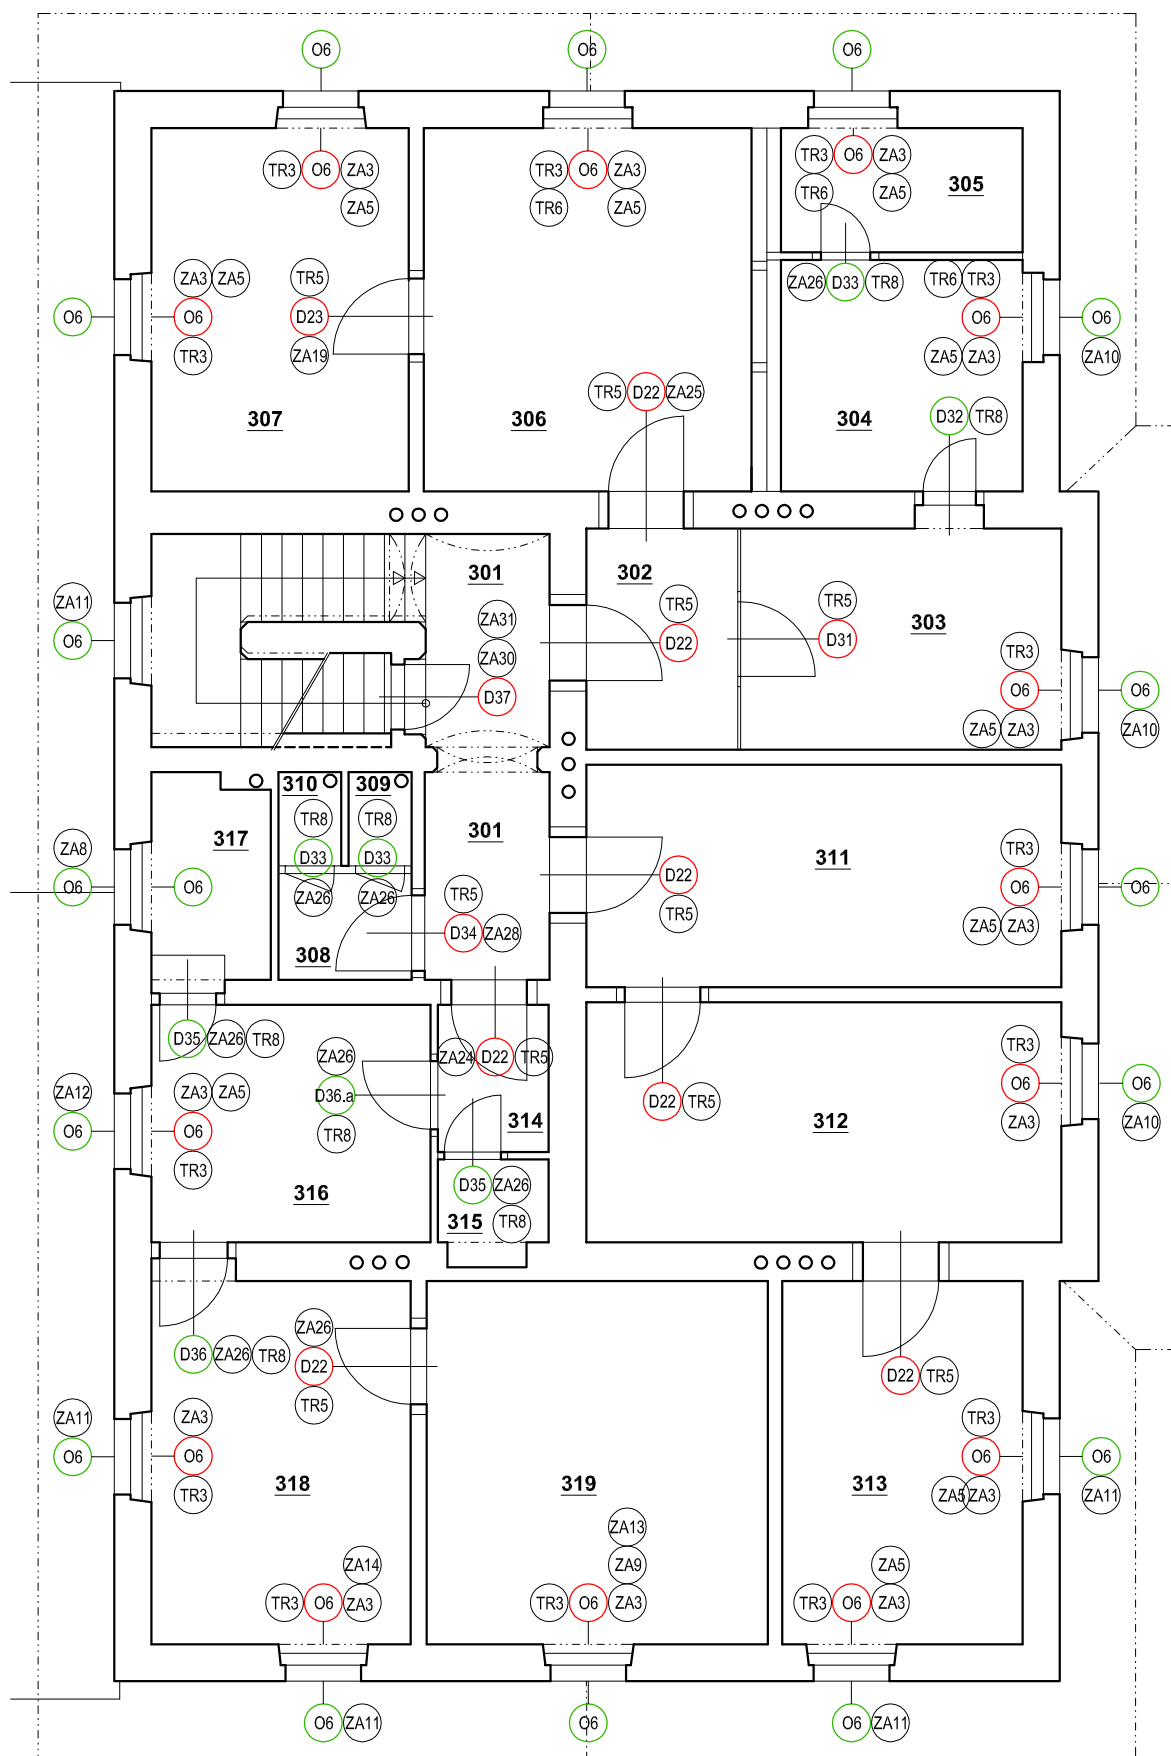 O6 O6 O6
TR3 O6 ZA3 TR3 O6 ZA3 TR3 O6 ZA3
ZA5 TR6 ZA5 TR6 ZA5 305
ZA3 ZA5 TR5 ZA26 D33 TR8 TR6 TR3
O6 O6 D23 O6 O6
TR3 ZA19 ZA5 ZA3 ZA10
TR5 D22 ZA25
307 306 304 D32 TR8
301 302
ZA11 TR5 TR5
ZA31 303
O6 D22 D31
ZA30 TR3
D37 O6 O6
ZA5 ZA3 ZA10
310 309
TR8 TR8
317 301 311
ZA8 D33 D33 TR3
O6 O6 ZA26 ZA26 TR5 D22 O6 O6
TR5
308 D34 ZA28 ZA5 ZA3
D35 ZA26 TR8 ZA26 ZA24 D22 TR5 TR3
ZA12 ZA3 ZA5 D36.a O6 O6
O6 O6 TR8 314 D22 TR5 312 ZA3 ZA10
TR3
316 D35 ZA26
315 TR8
ZA26
D36 ZA26 TR8 D22 D22 TR5
TR5
ZA11 ZA3 TR3
O6 O6 O6 O6
TR3 318 319 313 ZA5 ZA3 ZA11
ZA13
ZA14 ZA9 ZA5
TR3 O6 ZA3 TR3 O6 ZA3 TR3 O6 ZA3
O6 ZA11 O6 O6 ZA11